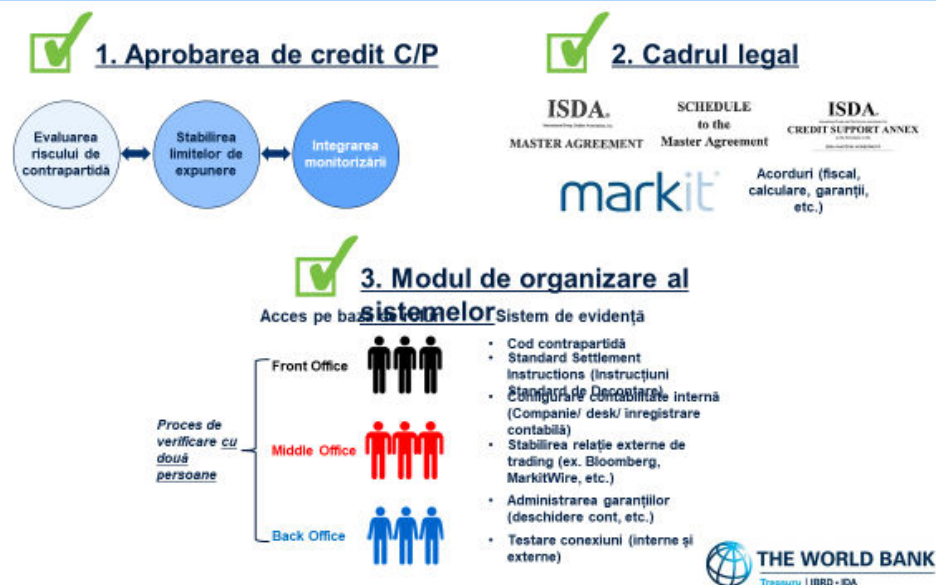 1. Aprobarea de credit C/P
Evaluarea
riscului de
contrapartidă
Stabilirea
limitelor de
expunere
Integrarea
monitorizării
2. Cadrul legal
ISDA.
MASTER AGREEMENT
SCHEDULE
to the
Master Agreement
ISDA.
CREDIT SUPPORT ANNEX
markit
Acorduri (fiscal,
calculare, garanții,
etc.)
3. Modul de organizare al
sistemelor
Acces pe bază de
Sistem de evidență
Proces de
verificare cu
două
persoane
Front Office
Middle Office
Back Office
• Cod contrapartidă
• Standard Settlement
Instructions (Instrucțiuni
Standard de Decontare)
• Configurare contabilitate internă
(Companie/ desk/ inregistrare
contabilă)
• Stabilirea relație externe de
trading (ex. Bloomberg,
MarkitWire, etc.)
• Administrarea garanțiilor
(deschidere cont, etc.)
• Testare conexiuni (interne și
externe)
THE WORLD BANK
Treasury | IBRD • IDA